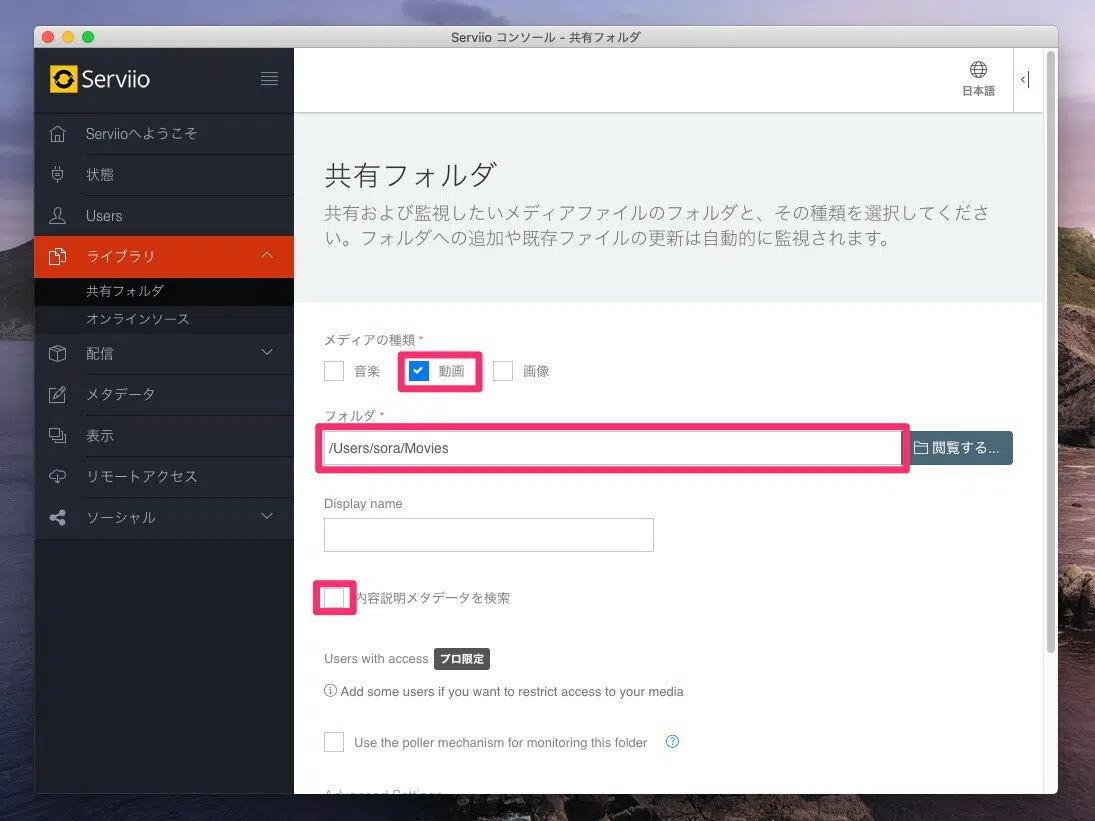 Serviio コンソール - 共有フォルダ
Serviio
日本語
Serviioへようこそ
状態
Users
ライブラリ
共有フォルダ
オンラインソース
配信
メタデータ
表示
リモートアクセス
ソーシャル
共有フォルダ
共有および監視したいメディアファイルのフォルダと、その種類を選択してくださ
い。フォルダへの追加や既存ファイルの更新は自動的に監視されます。
メディアの種類 *
音楽 動画 画像
フォルダ *
/Users/sora/Movies 閲覧する...
Display name
内容説明メタデータを検索
Users with access プロ限定
Add some users if you want to restrict access to your media
Use the poller mechanism for monitoring this folder
Advanced Settings